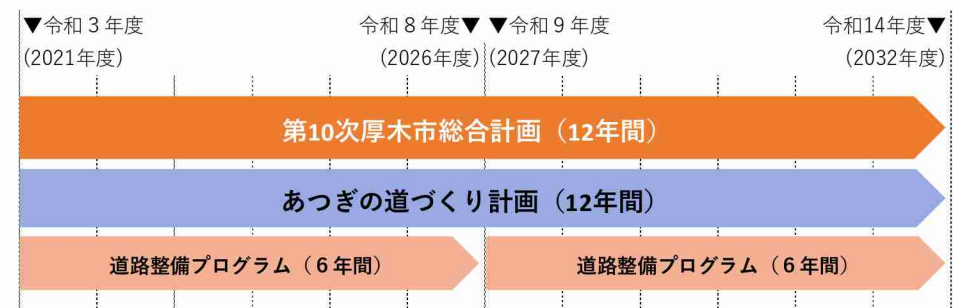 ▼令和３年度 令和８年度▼ ▼令和９年度 令和14年度▼
(2021年度) (2026年度) (2027年度) (2032年度)
第10次厚木市総合計画（12年間）
あつぎの道づくり計画（12年間）
道路整備プログラム（６年間） 道路整備プログラム（６年間）